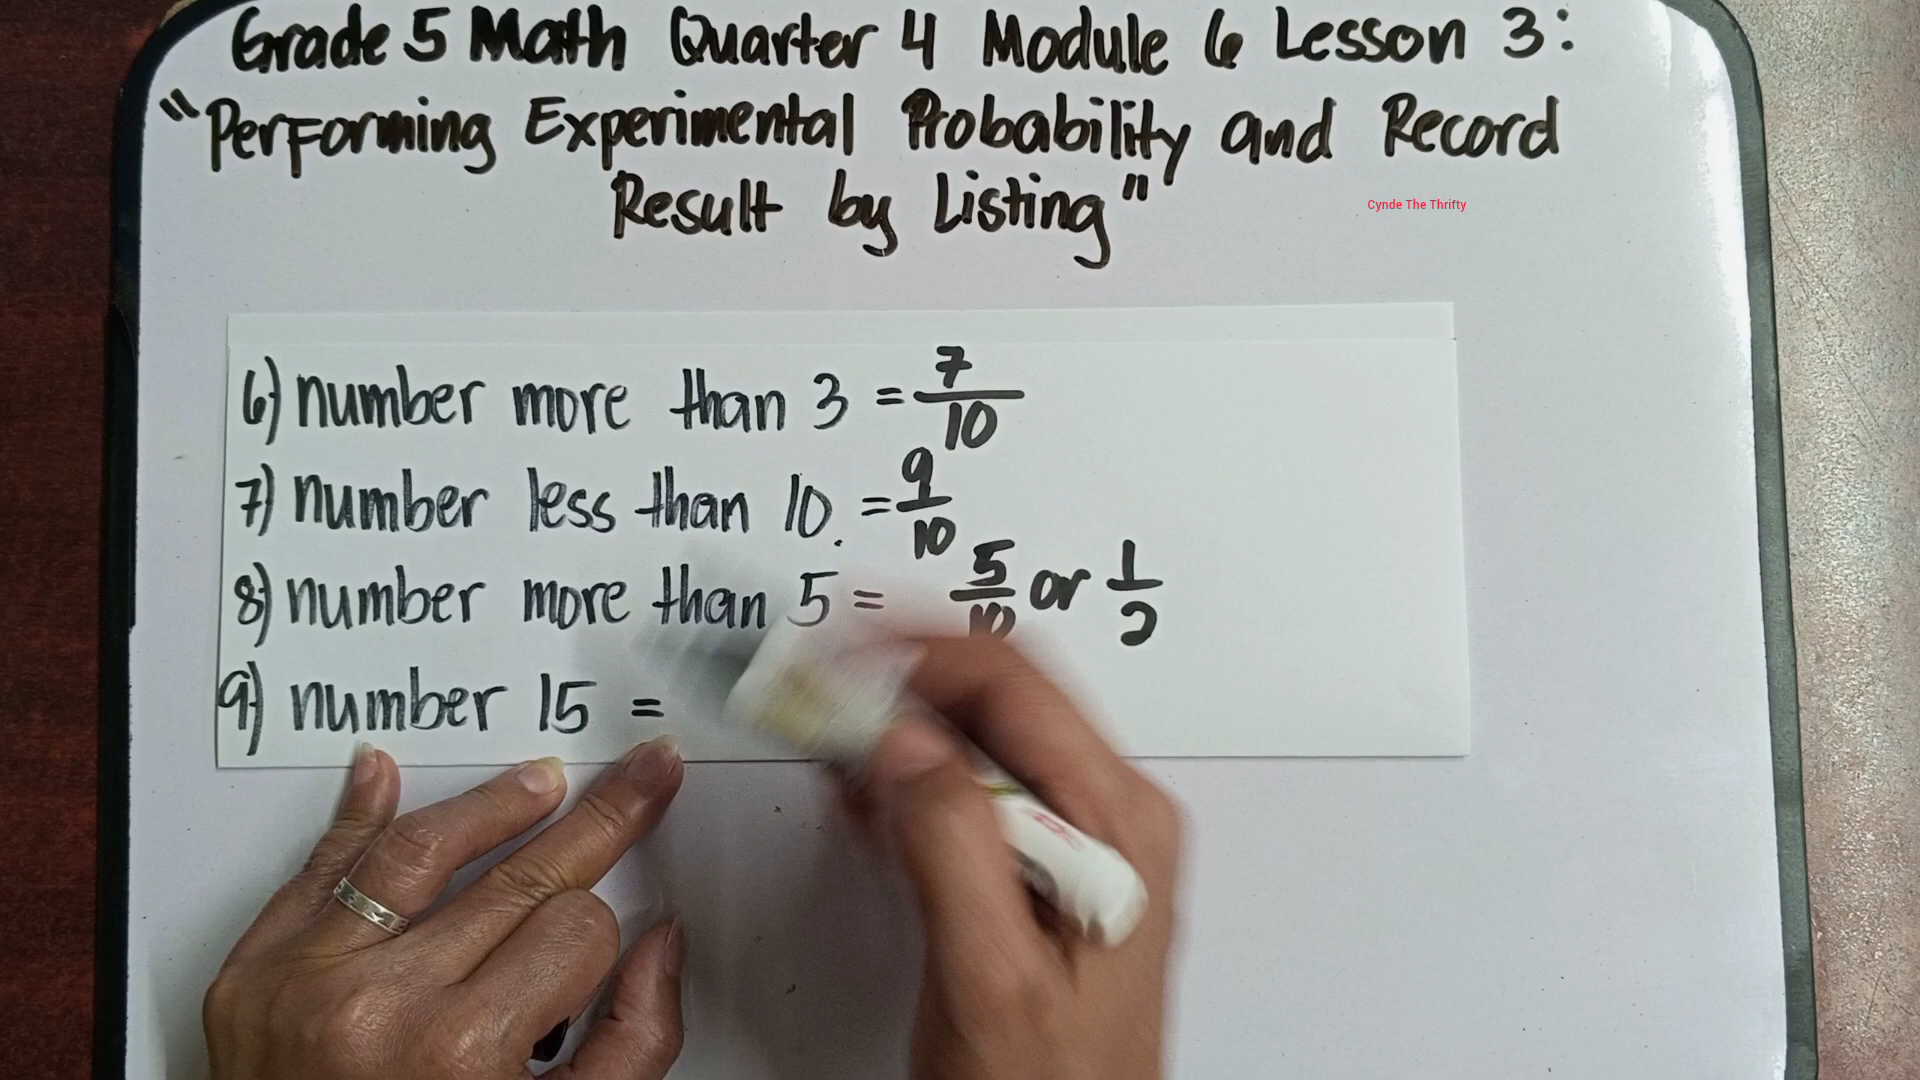 Grade 5 Math Quarter 4 Module 6 Lesson 3:
"Performing Experimental Probability and Record
Result by Listing"
Cynde The Thrifty
6) number more than 3 = 7/10
7) number less than 10. = 9/10
8) number more than 5 = 5/10 or 1/2
9) number 15 =